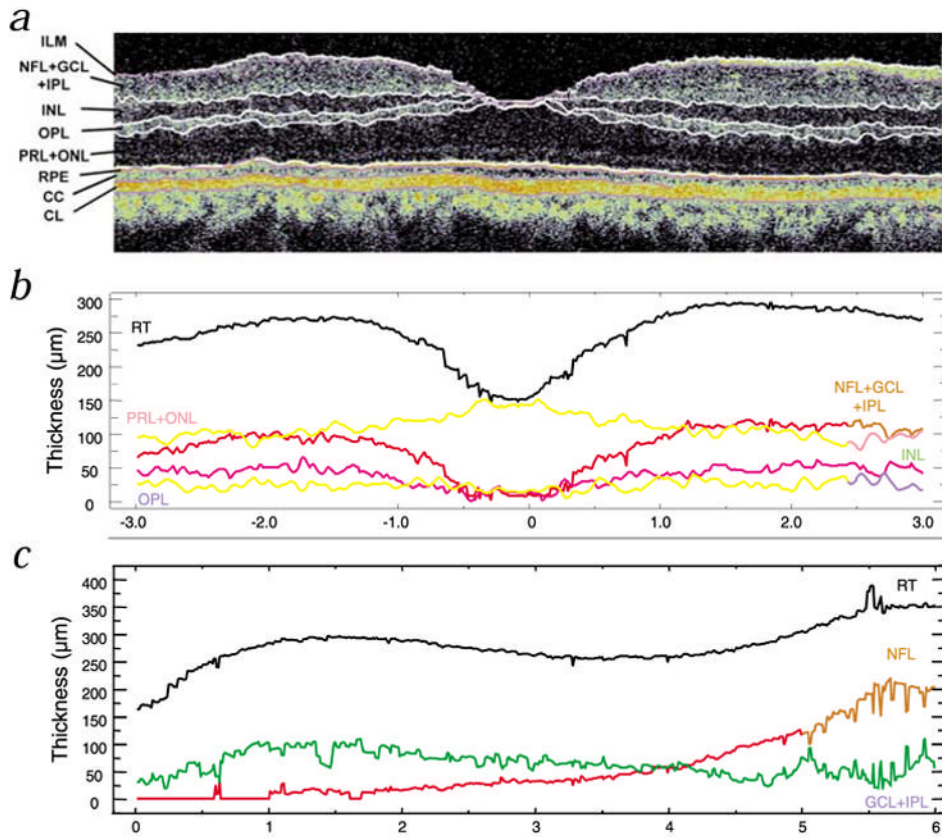 a
ILM
NFL+GCL
+IPL
INL
OPL
PRL+ONL
RPE
CC
CL
b
300
250
200
150
100
50
0
Thickness (µm)
RT
PRL+ONL
OPL
NFL+GCL
+IPL
INL
-3.0 -2.0 -1.0 0 1.0 2.0 3.0
c
400
350
300
250
200
150
100
50
0
Thickness (µm)
RT
NFL
GCL+IPL
0 1 2 3 4 5 6